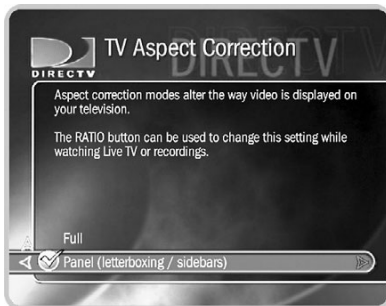 TV Aspect Correction
DIRECTV
DIRECTV
Aspect correction modes alter the way video is displayed on
your television.
The RATIO button can be used to change this setting while
watching Live TV or recordings.
Full
Panel (letterboxing / sidebars)